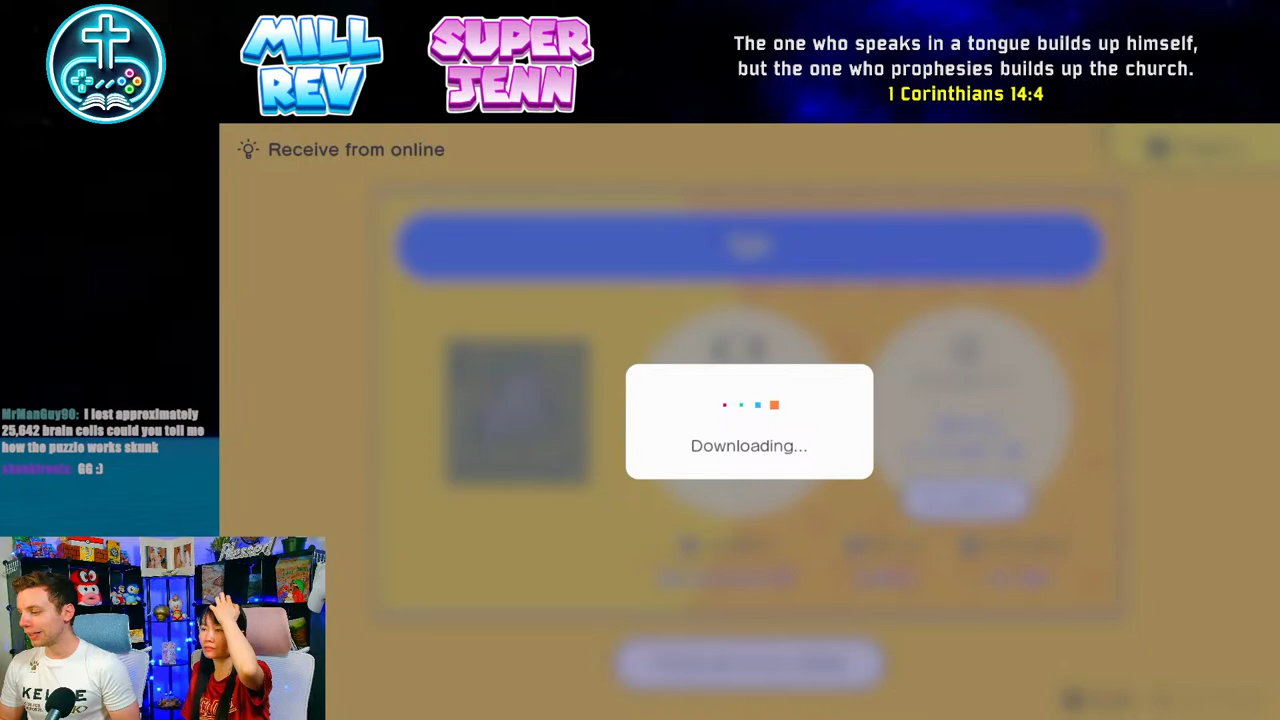 MILL
REV
SUPER
JENN
The one who speaks in a tongue builds up himself,
but the one who prophesies builds up the church.
1 Corinthians 14:4
Receive from online
Downloading...
MrManGuy90: I lost approximately
25,642 brain cells could you tell me
how the puzzle works skunk
GG :)
Blessed